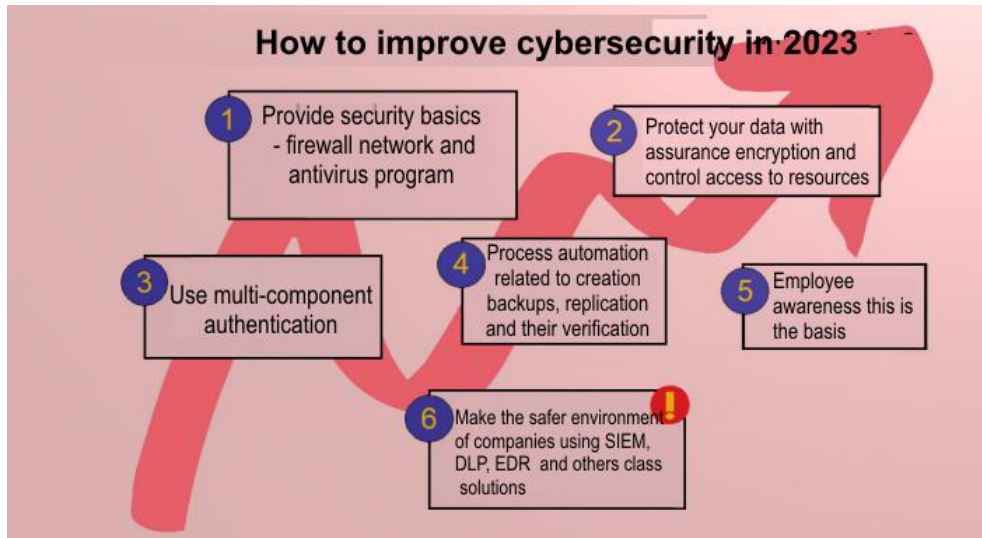 How to improve cybersecurity in 2023
1
Provide security basics
- firewall network and
antivirus program
2
Protect your data with
assurance encryption and
control access to resources
3
Use multi-component
authentication
4
Process automation
related to creation
backups, replication
and their verification
5
Employee
awareness this is
the basis
6
Make the safer environment
of companies using SIEM,
DLP, EDR and others class
solutions
!